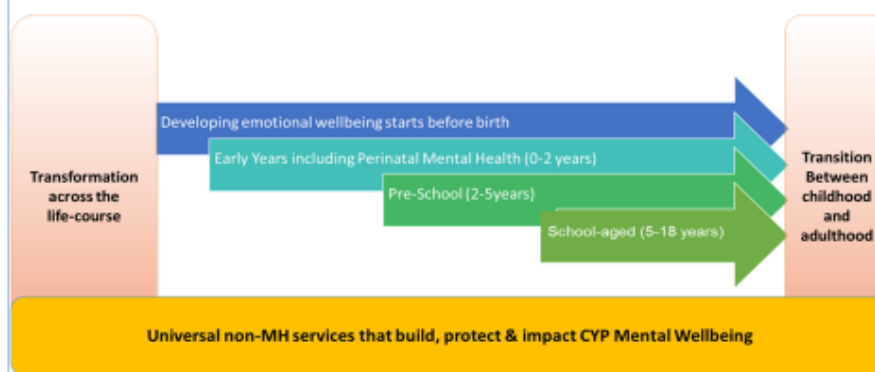 Developing emotional wellbeing starts before birth
Early Years including Perinatal Mental Health (0-2 years)
Pre-School (2-5years)
School-aged (5-18 years)
Transformation
across the
life-course
Transition
Between
childhood
and
adulthood
Universal non-MH services that build, protect & impact CYP Mental Wellbeing